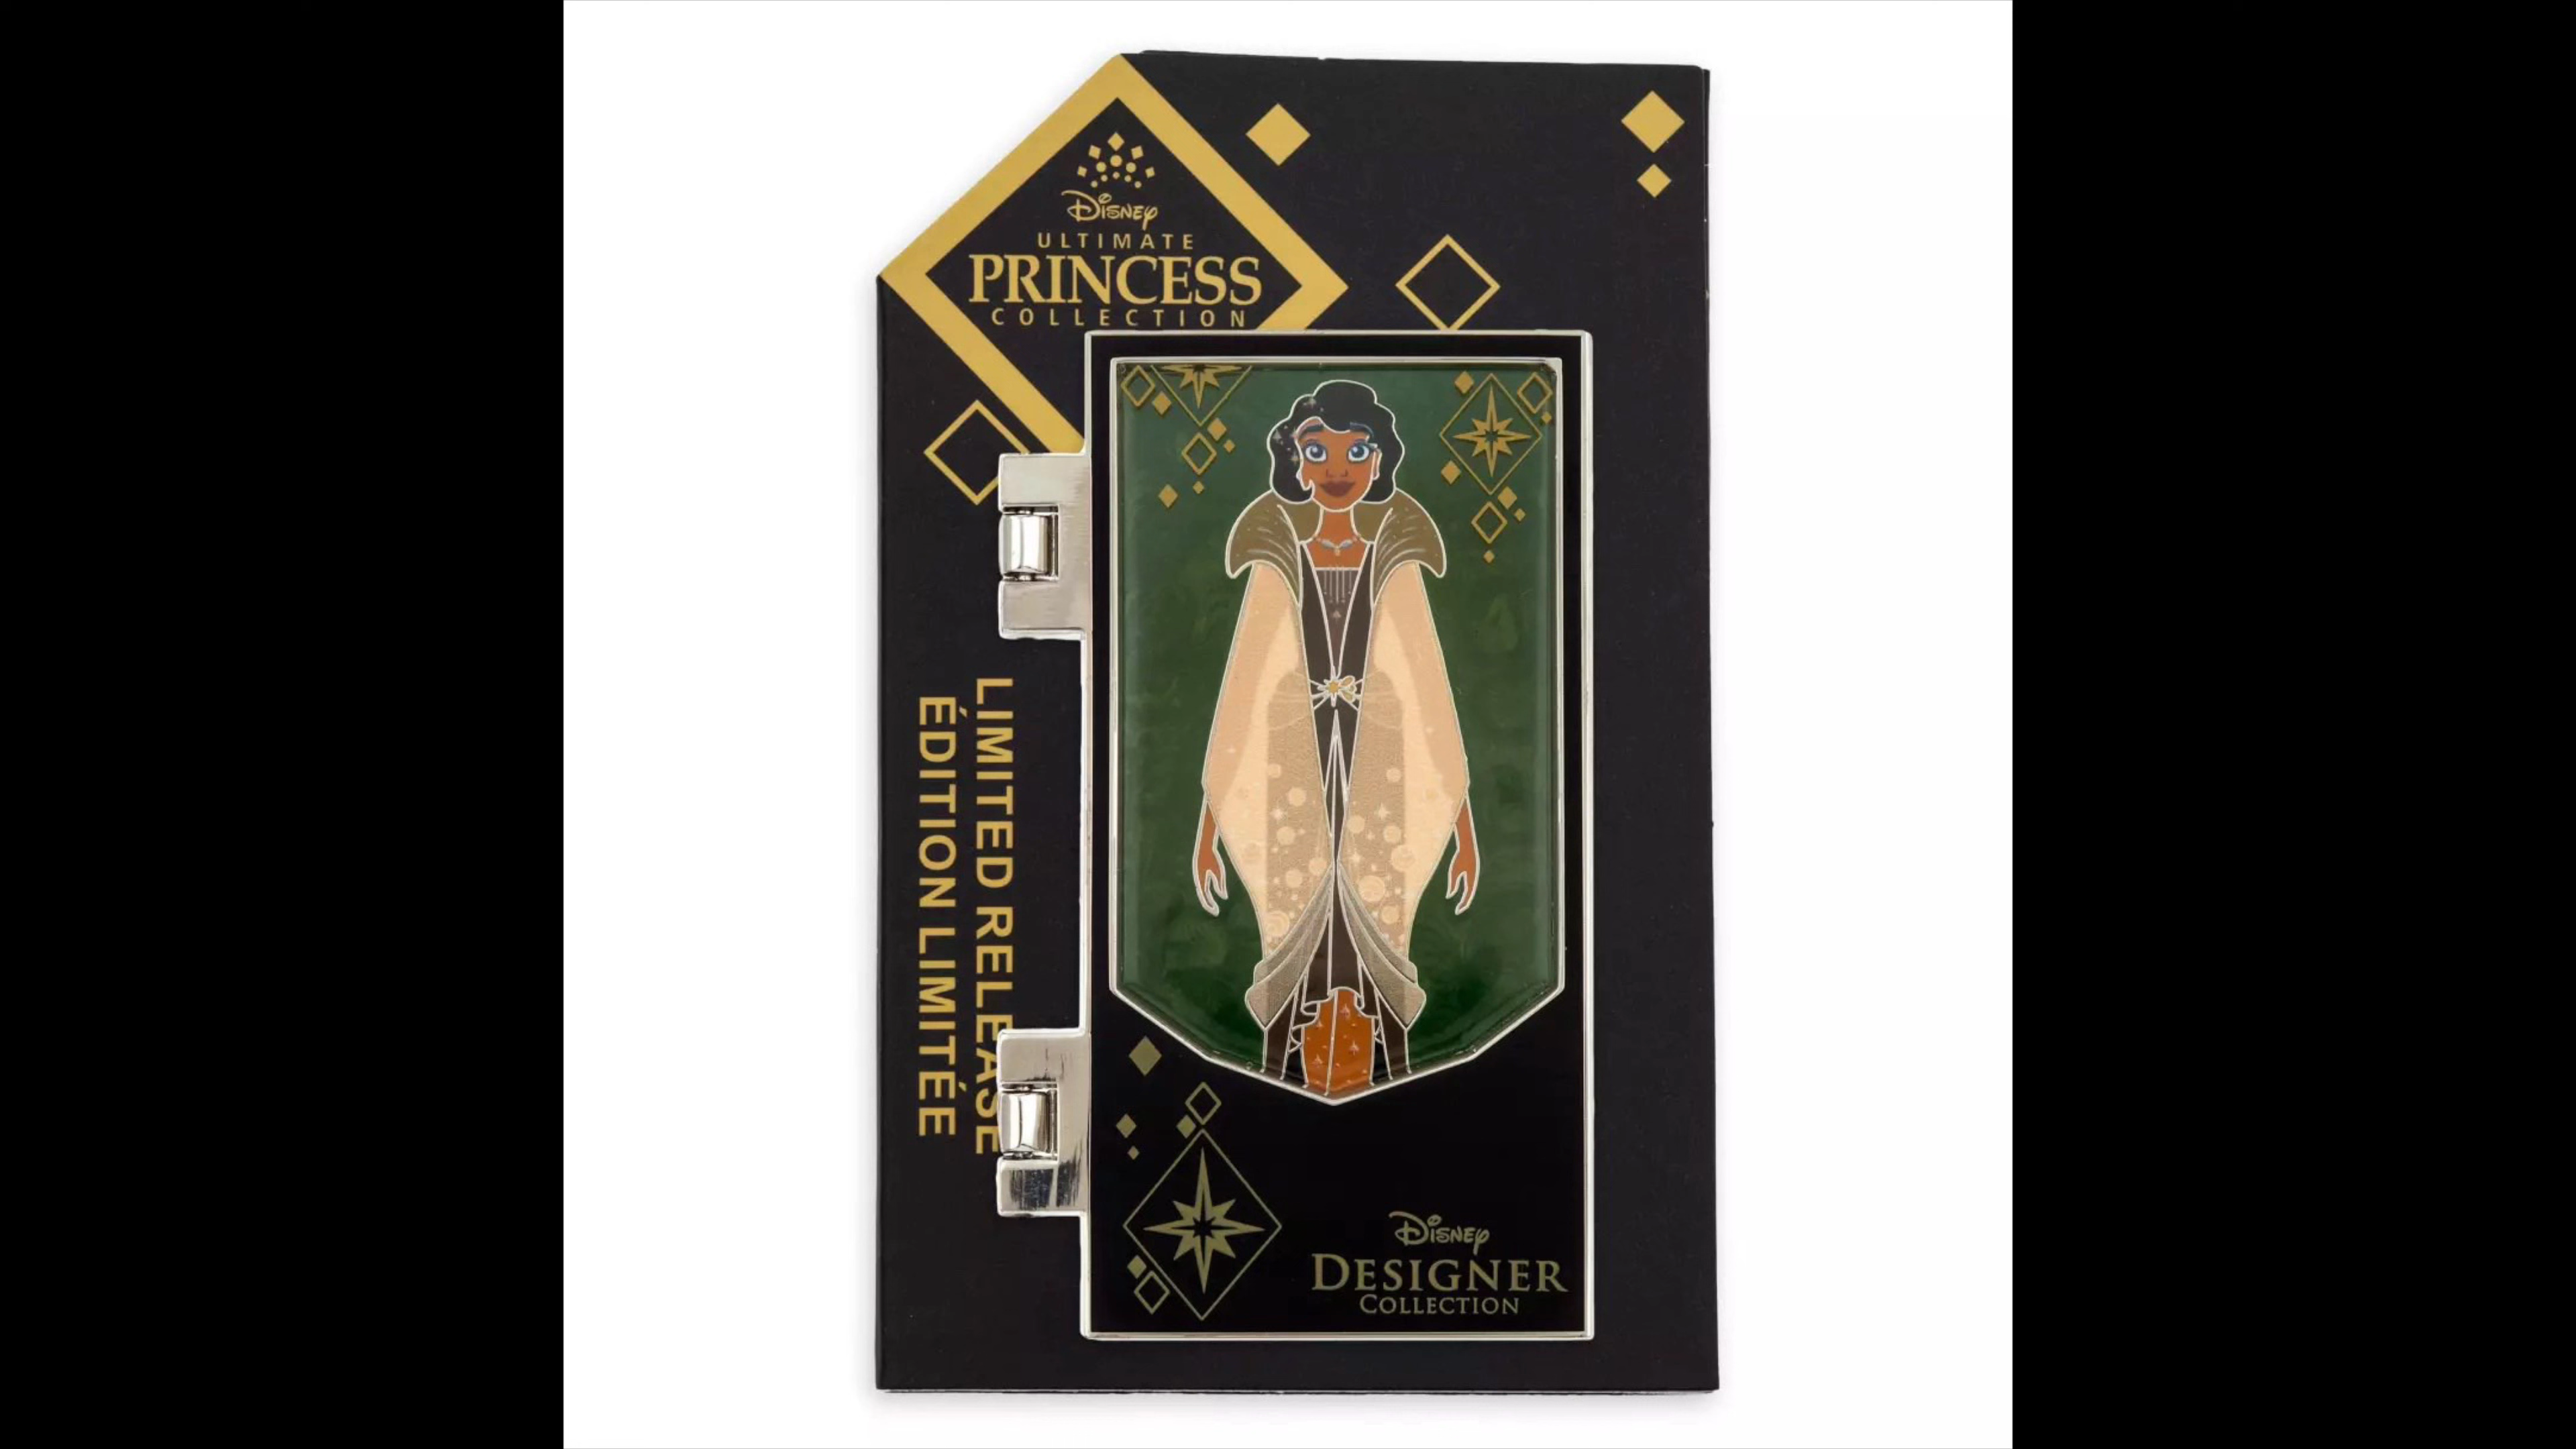 Disney
ULTIMATE
PRINCESS
COLLECTION
LIMITED RELEASE
ÉDITION LIMITÉE
Disney
DESIGNER
COLLECTION